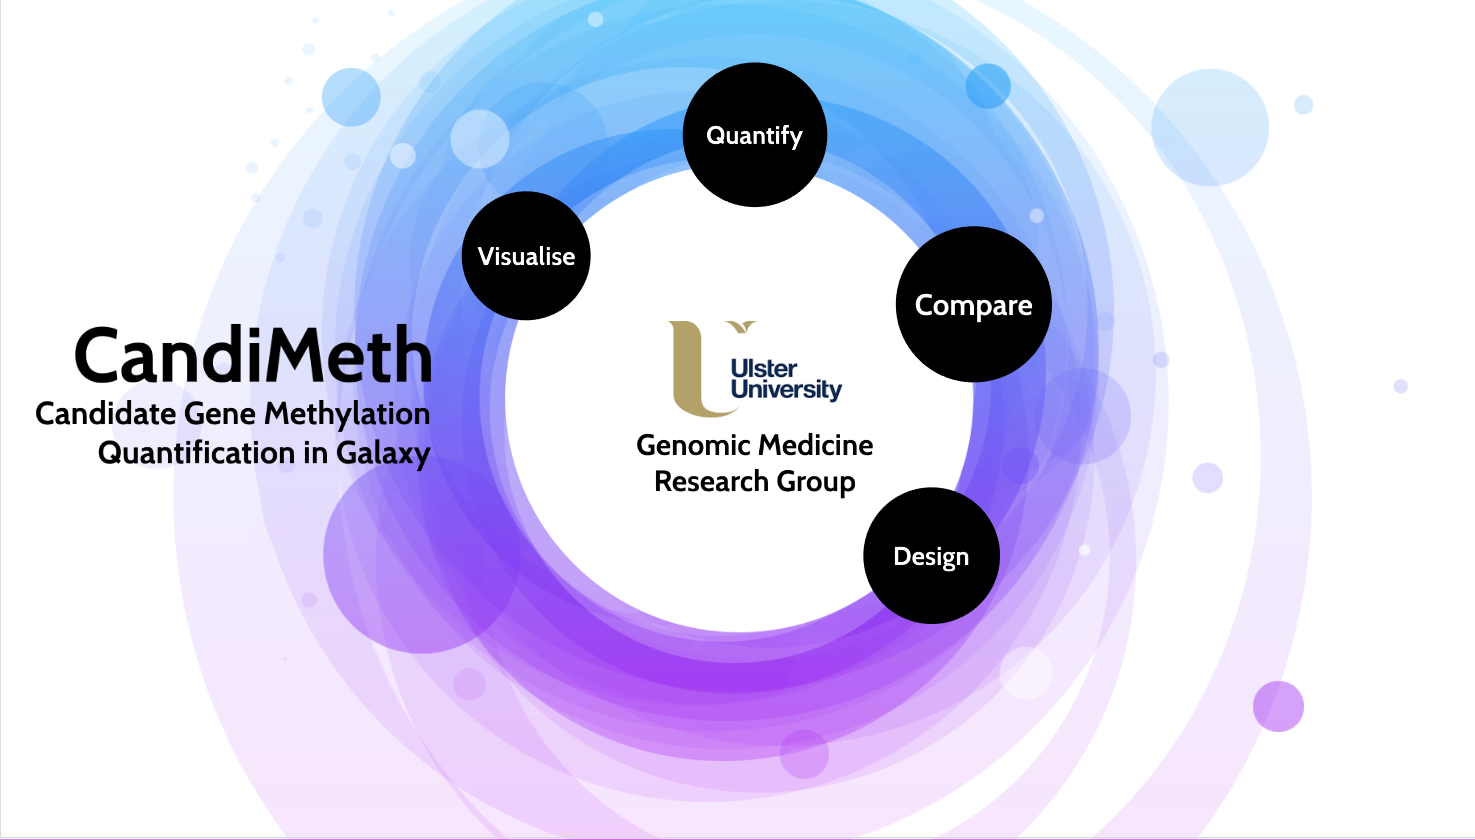 CandiMeth
Candidate Gene Methylation
Quantification in Galaxy
Visualise
Quantify
Compare
Design
Ulster
University
Genomic Medicine
Research Group